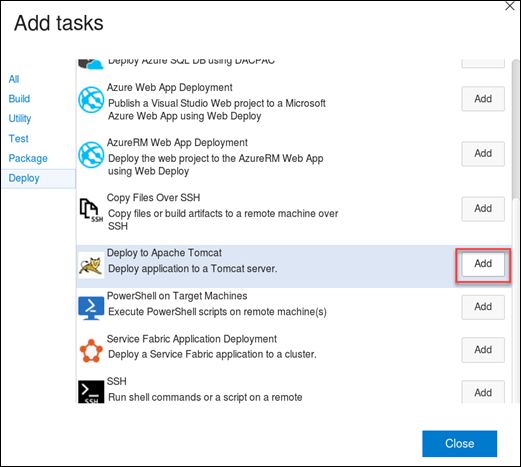 Add tasks
All
Build
Utility
Test
Package
Deploy
Deploy Azure SQL DB using DACPAC
Add
Azure Web App Deployment
Publish a Visual Studio Web project to a Microsoft
Azure Web App using Web Deploy
Add
AzureRM Web App Deployment
Deploy the web project to the AzureRM Web App
using Web Deploy
Add
SSH
Copy Files Over SSH
Copy files or build artifacts to a remote machine over
SSH
Add
Deploy to Apache Tomcat
Deploy application to a Tomcat server.
Add
PowerShell on Target Machines
Execute PowerShell scripts on remote machine(s)
Add
Service Fabric Application Deployment
Deploy a Service Fabric application to a cluster.
Add
SSH
SSH
Run shell commands or a script on a remote
Add
Close